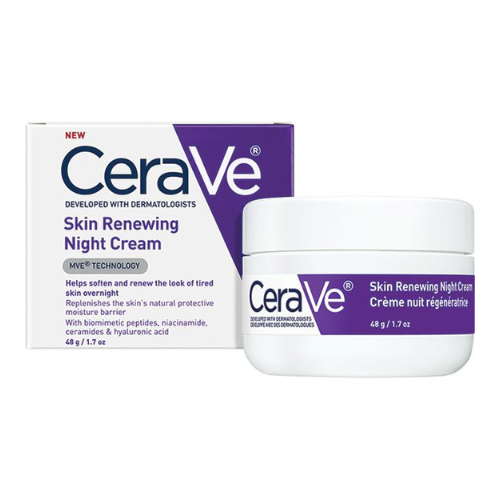 NEW
CeraVe®
DEVELOPED WITH DERMATOLOGISTS
Skin Renewing
Night Cream
MVE® TECHNOLOGY
Helps soften and renew the look of tired
skin overnight
Replenishes the skin's natural protective
moisture barrier
With biomimetic peptides, niacinamide,
ceramides & hyaluronic acid
48 g / 1.7 oz
CeraVe®
DEVELOPED WITH DERMATOLOGISTS
DÉVELOPPÉ AVEC DES DERMATOLOGUES
Skin Renewing Night Cream
Crème nuit régénératrice
48 g / 1.7 oz